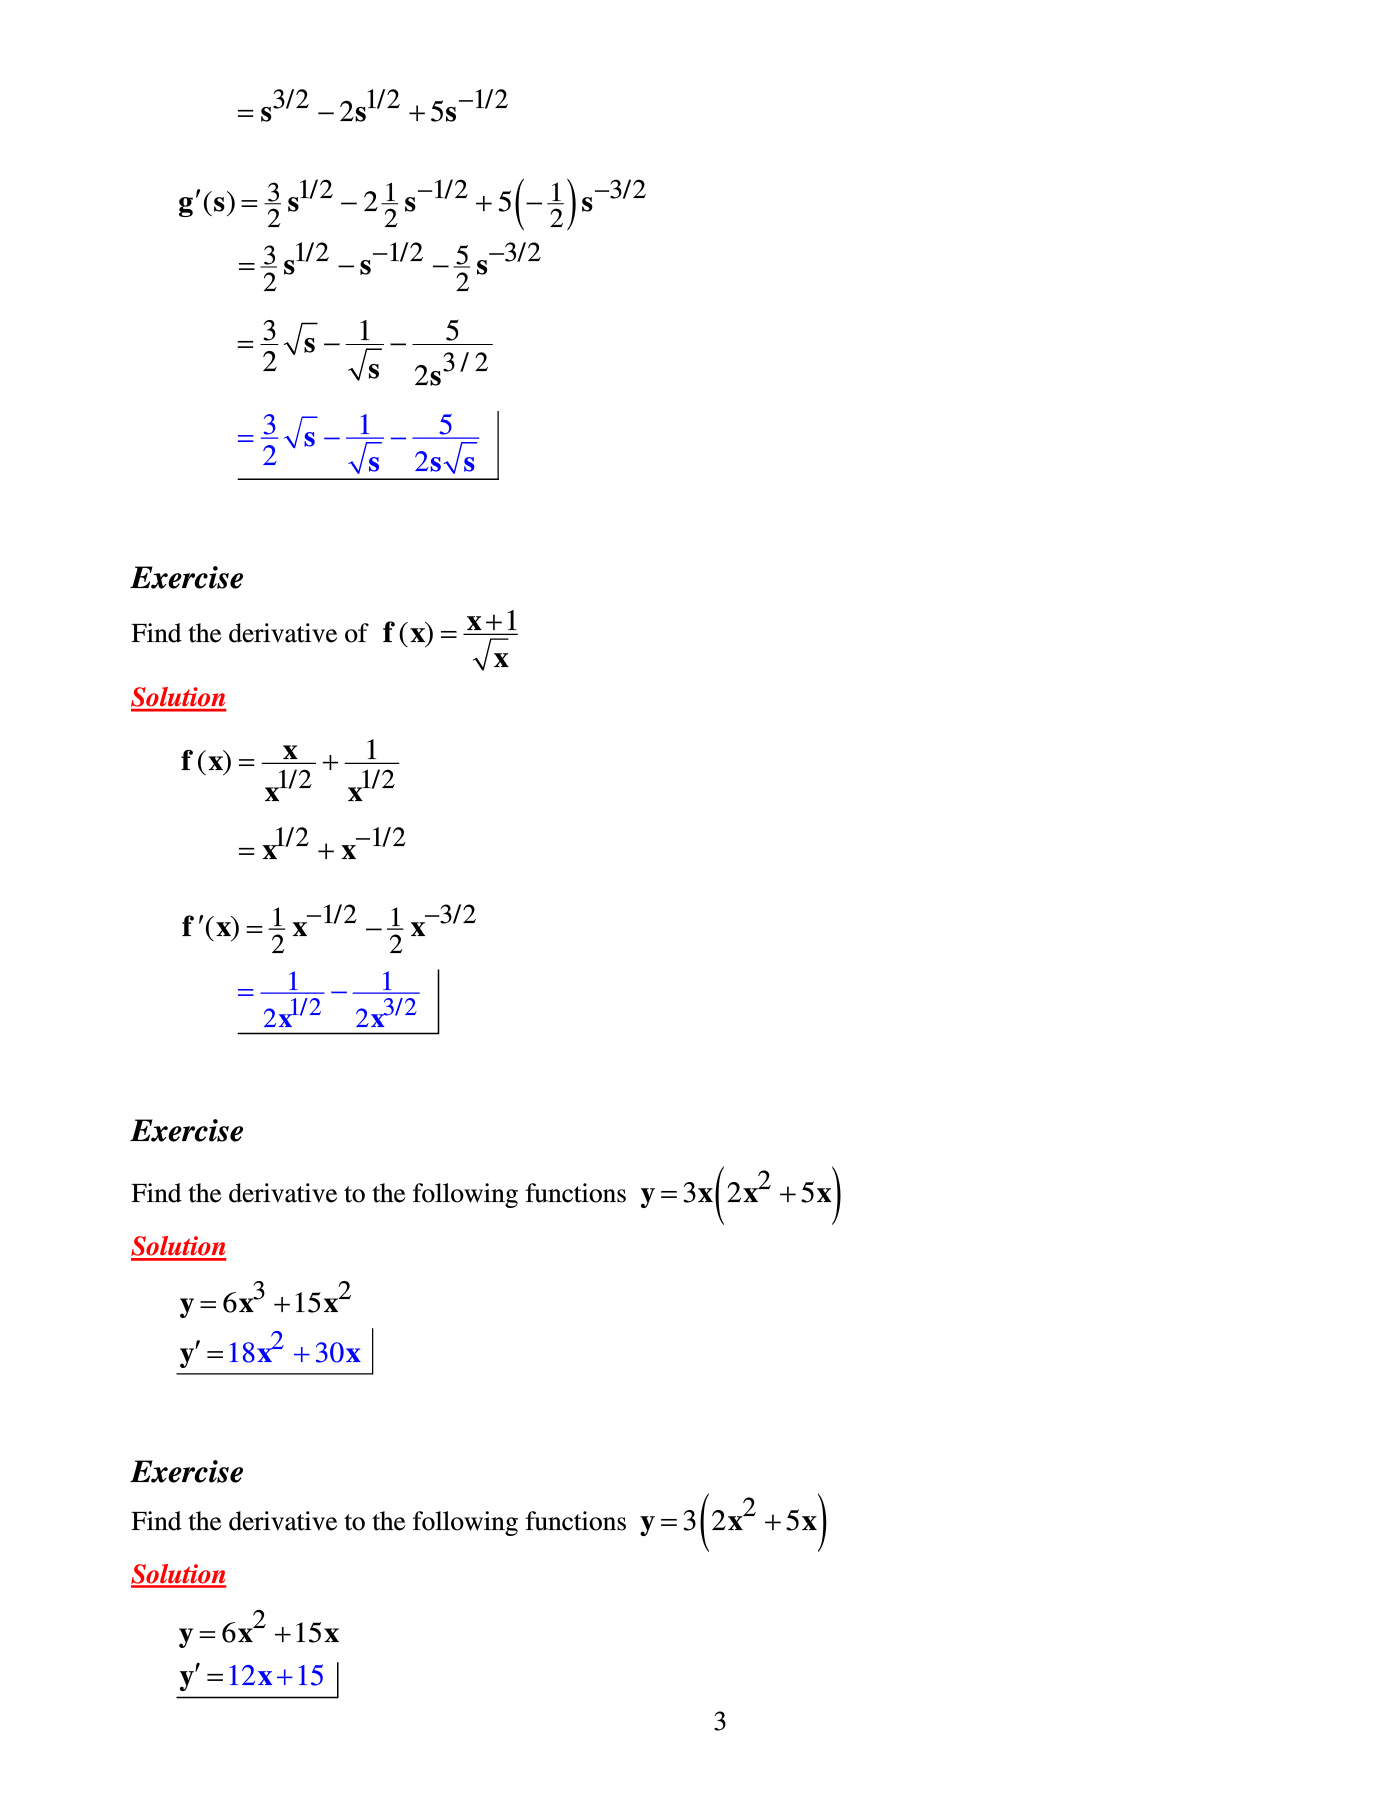 = s^{3/2} − 2s^{1/2} + 5s^{−1/2}
g′(s) = \frac{3}{2} s^{1/2} − 2\frac{1}{2} s^{−1/2} + 5(−\frac{1}{2}) s^{−3/2}
= \frac{3}{2} s^{1/2} − s^{−1/2} − \frac{5}{2} s^{−3/2}
= \frac{3}{2} \sqrt{s} − \frac{1}{\sqrt{s}} − \frac{5}{2s^{3/2}}
= \frac{3}{2} \sqrt{s} − \frac{1}{\sqrt{s}} − \frac{5}{2s\sqrt{s}}
Exercise
Find the derivative of f(x) = \frac{x+1}{\sqrt{x}}
Solution
f(x) = \frac{x}{x^{1/2}} + \frac{1}{x^{1/2}}
= x^{1/2} + x^{−1/2}
f′(x) = \frac{1}{2} x^{−1/2} − \frac{1}{2} x^{−3/2}
= \frac{1}{2x^{1/2}} − \frac{1}{2x^{3/2}}
Exercise
Find the derivative to the following functions y = 3x(2x^2 + 5x)
Solution
y = 6x^3 + 15x^2
y′ = 18x^2 + 30x
Exercise
Find the derivative to the following functions y = 3(2x^2 + 5x)
Solution
y = 6x^2 + 15x
y′ = 12x + 15
3